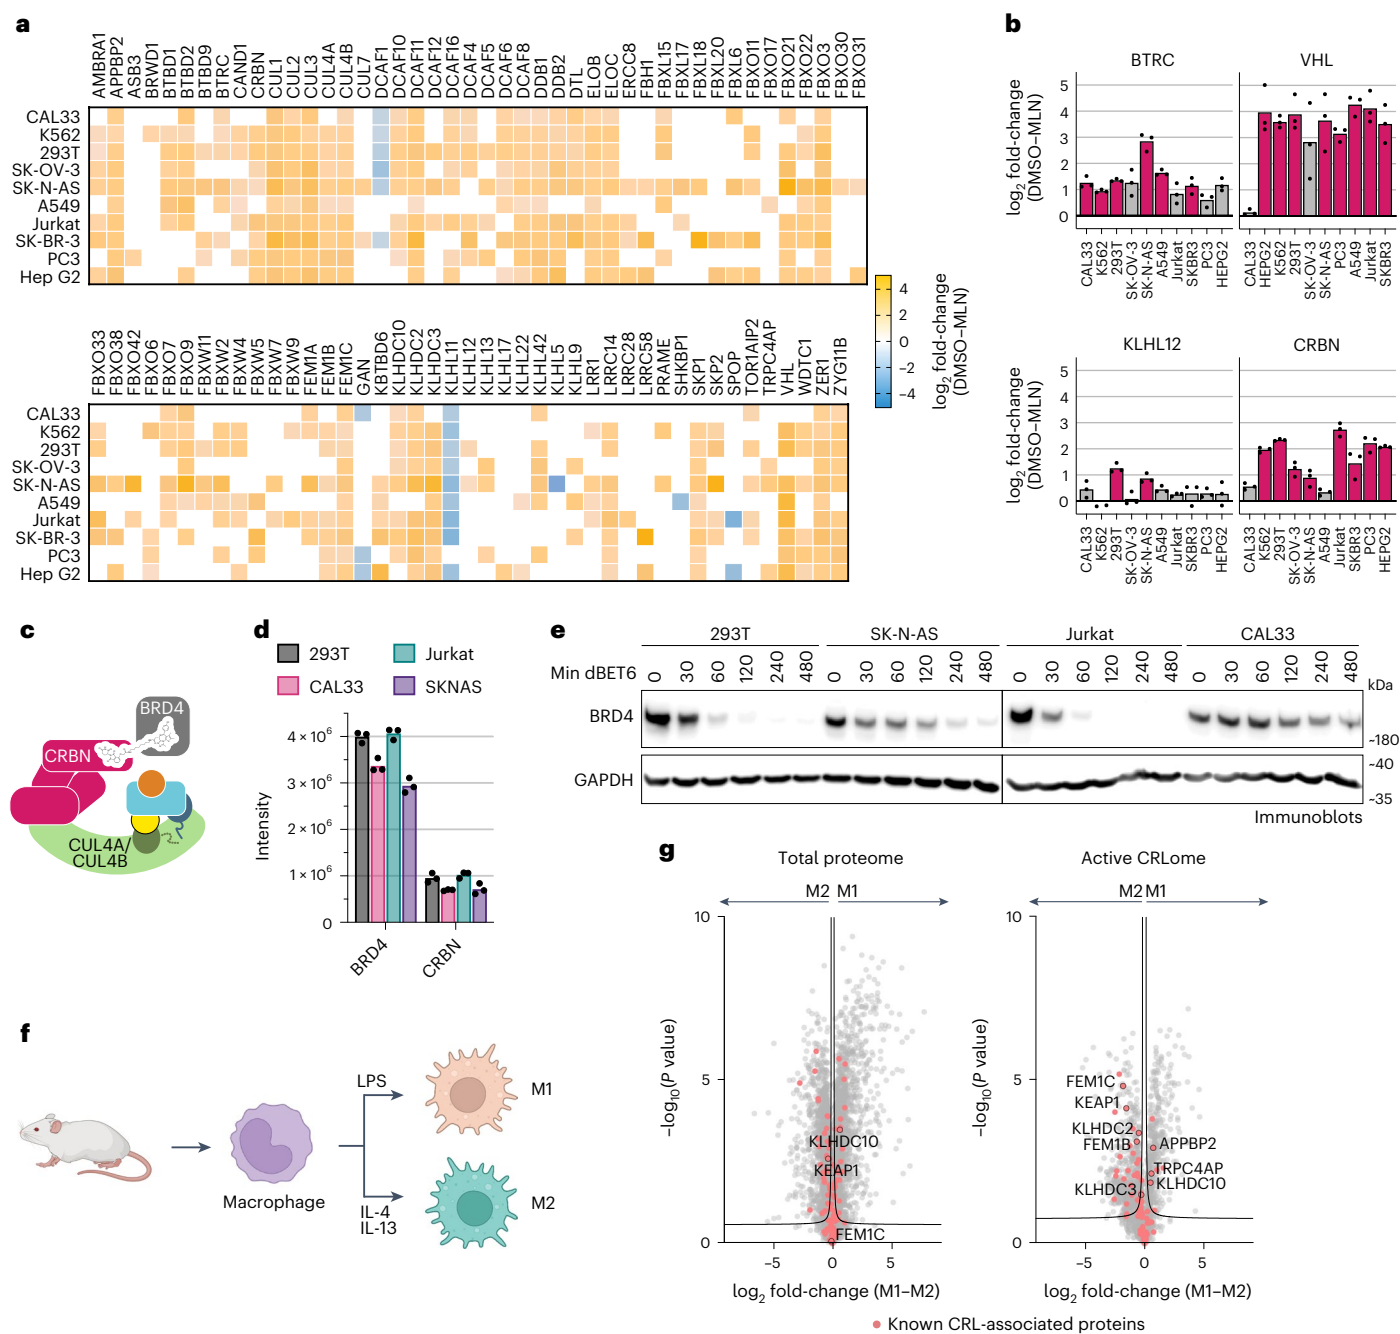 a
AMBRA1 APPBP2 ASB3 BRWD1 BTBD1 BTBD2 BTBD9 BTRC CAND1 CRBN CUL1 CUL2 CUL3 CUL4A CUL4B CUL7 DCAF1 DCAF10 DCAF11 DCAF12 DCAF16 DCAF4 DCAF5 DCAF6 DCAF8 DDB1 DDB2 DTL ELOB ELOC ERCC8 FBH1 FBXL15 FBXL17 FBXL18 FBXL20 FBXL6 FBXO11 FBXO17 FBXO21 FBXO22 FBXO3 FBXO30 FBXO31
CAL33
K562
293T
SK-OV-3
SK-N-AS
A549
Jurkat
SK-BR-3
PC3
Hep G2
FBXO33 FBXO38 FBXO42 FBXO6 FBXO7 FBXO9 FBXW11 FBXW2 FBXW4 FBXW5 FBXW7 FBXW9 FEM1A FEM1B FEM1C GAN KBTBD6 KLHDC10 KLHDC2 KLHDC3 KLHL11 KLHL12 KLHL13 KLHL17 KLHL22 KLHL42 KLHL5 KLHL9 LRR1 LRRC14 LRRC28 LRRC58 PRAME SHKBP1 SKP1 SKP2 SPOP TOR1AIP2 TRPC4AP VHL WDTC1 ZER1 ZYG11B
CAL33
K562
293T
SK-OV-3
SK-N-AS
A549
Jurkat
SK-BR-3
PC3
Hep G2
4
2
0
−2
−4
log2 fold-change
(DMSO–MLN)
b
BTRC
VHL
log2 fold-change
(DMSO–MLN)
5
4
3
2
1
0
CAL33 K562 293T SK-OV-3 SK-N-AS A549 Jurkat SKBR3 PC3 HEPG2
CAL33 HEPG2 K562 293T SK-OV-3 SK-N-AS PC3 A549 Jurkat SKBR3
KLHL12
CRBN
log2 fold-change
(DMSO–MLN)
5
4
3
2
1
0
CAL33 K562 293T SK-OV-3 SK-N-AS A549 Jurkat SKBR3 PC3 HEPG2
CAL33 K562 293T SK-OV-3 SK-N-AS A549 Jurkat SKBR3 PC3 HEPG2
c
BRD4
CRBN
CUL4A/
CUL4B
d
293T
Jurkat
CAL33
SKNAS
Intensity
4 × 10⁶
3 × 10⁶
2 × 10⁶
1 × 10⁶
0
BRD4
CRBN
e
293T SK-N-AS Jurkat CAL33
Min dBET6 0 30 60 120 240 480 0 30 60 120 240 480 0 30 60 120 240 480 0 30 60 120 240 480
kDa
BRD4
~180
~40
GAPDH
~35
Immunoblots
f
LPS
M1
Macrophage
IL-4
IL-13
M2
g
Total proteome
M2 M1
−log10(P value)
10
5
0
KLHDC10
KEAP1
FEM1C
−5 0 5
log2 fold-change (M1–M2)
Active CRLome
M2 M1
−log10(P value)
10
5
0
FEM1C
KEAP1
KLHDC2
FEM1B
APPBP2
TRPC4AP
KLHDC10
KLHDC3
−5 0 5
log2 fold-change (M1–M2)
Known CRL-associated proteins